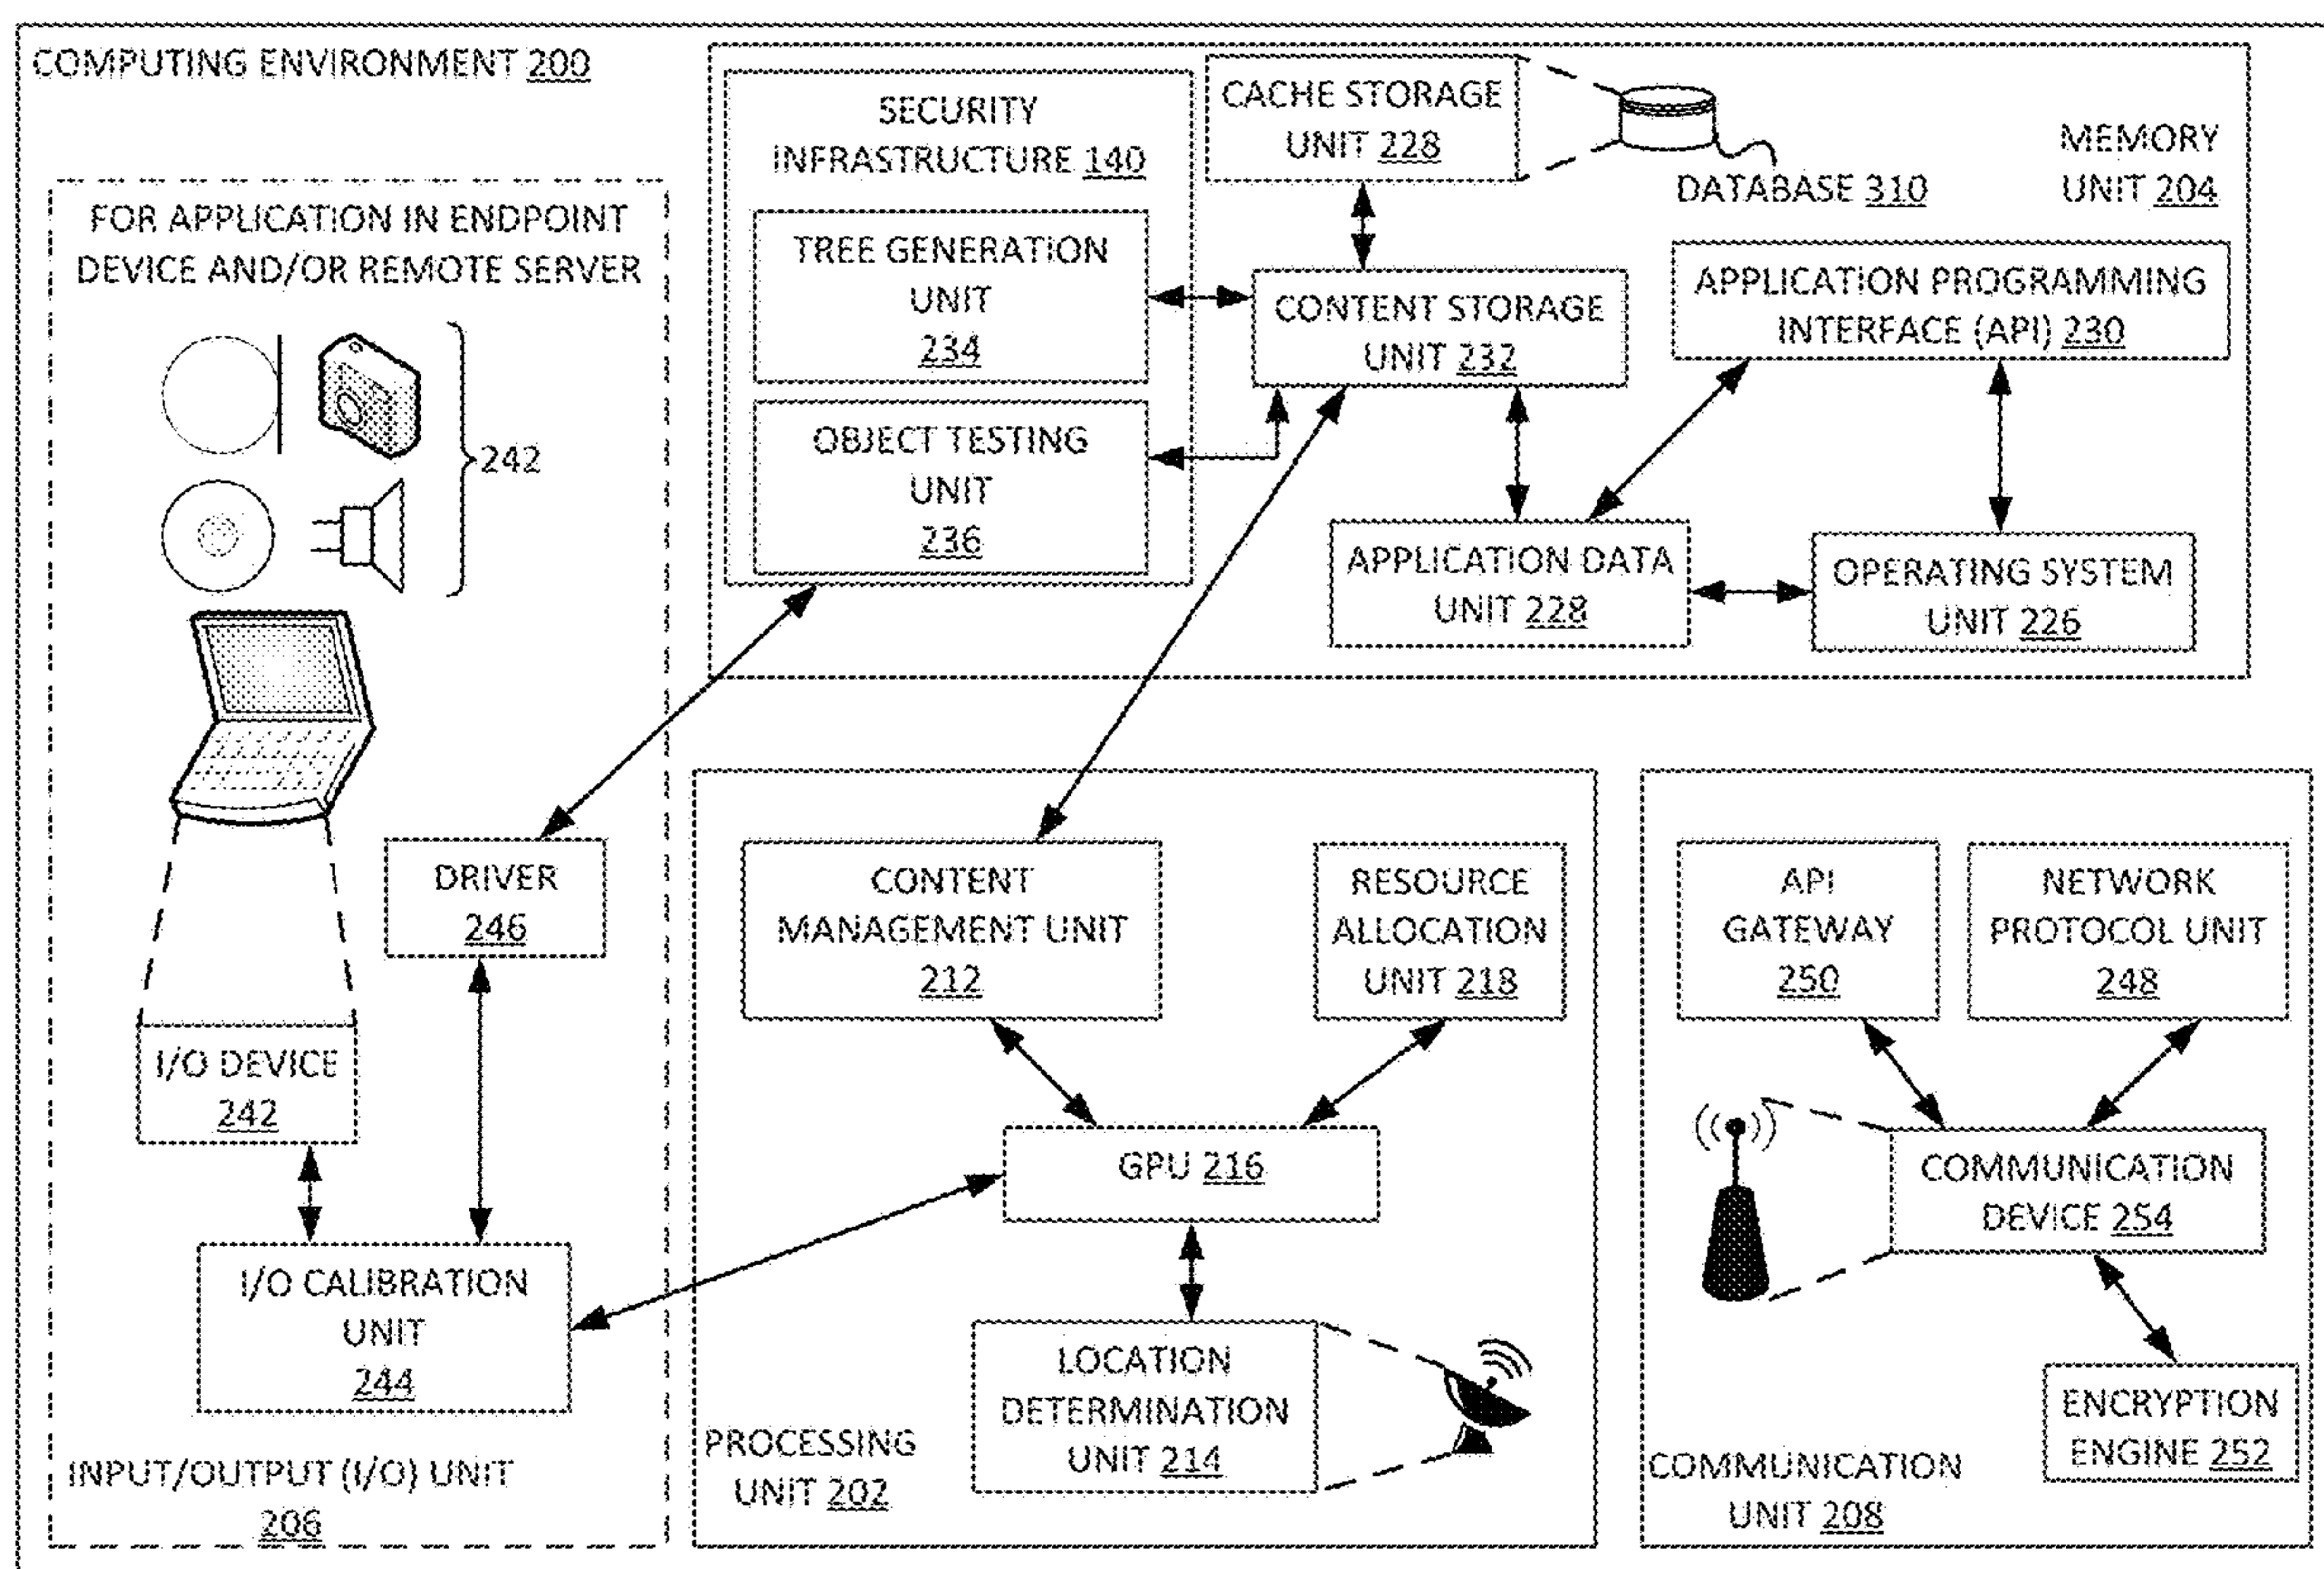 COMPUTING ENVIRONMENT 200
FOR APPLICATION IN ENDPOINT
DEVICE AND/OR REMOTE SERVER
242
I/O DEVICE
242
DRIVER
246
I/O CALIBRATION
UNIT
244
INPUT/OUTPUT (I/O) UNIT
206
SECURITY
INFRASTRUCTURE 140
TREE GENERATION
UNIT
234
OBJECT TESTING
UNIT
236
CACHE STORAGE
UNIT 228
DATABASE 310
MEMORY
UNIT 204
CONTENT STORAGE
UNIT 232
APPLICATION PROGRAMMING
INTERFACE (API) 230
APPLICATION DATA
UNIT 228
OPERATING SYSTEM
UNIT 226
CONTENT
MANAGEMENT UNIT
212
RESOURCE
ALLOCATION
UNIT 218
GPU 216
LOCATION
DETERMINATION
UNIT 214
PROCESSING
UNIT 202
API
GATEWAY
250
NETWORK
PROTOCOL UNIT
248
COMMUNICATION
DEVICE 254
ENCRYPTION
ENGINE 252
COMMUNICATION
UNIT 208